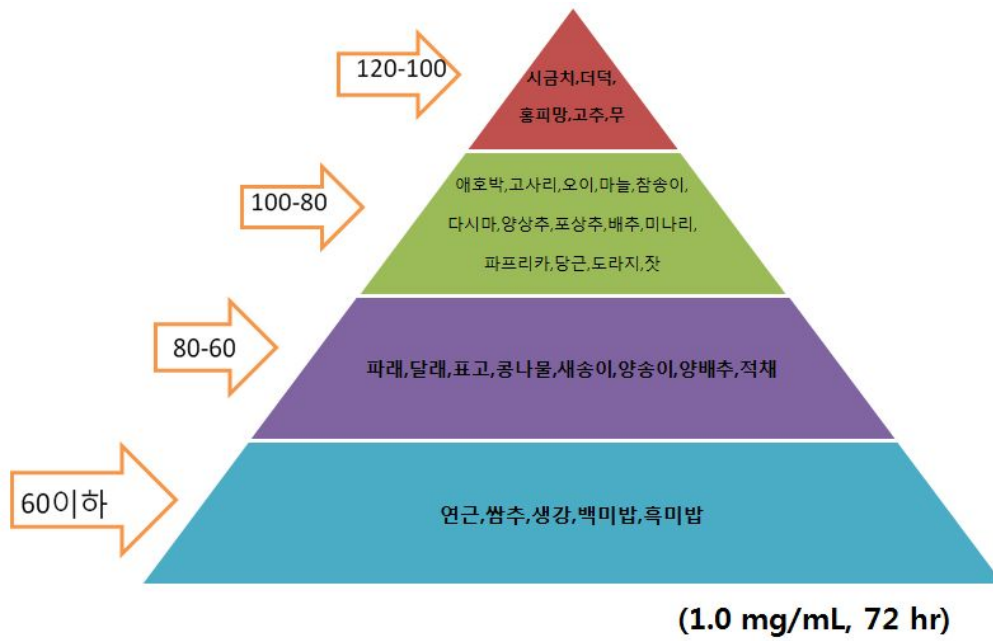 120-100
시금치,더덕,
홍피망,고추,무
100-80
애호박,고사리,오이,마늘,참송이,
다시마,양상추,포상추,배추,미나리,
파프리카,당근,도라지,잣
80-60
파래,달래,표고,콩나물,새송이,양송이,양배추,적채
60이하
연근,쌈추,생강,백미밥,흑미밥
(1.0 mg/mL, 72 hr)